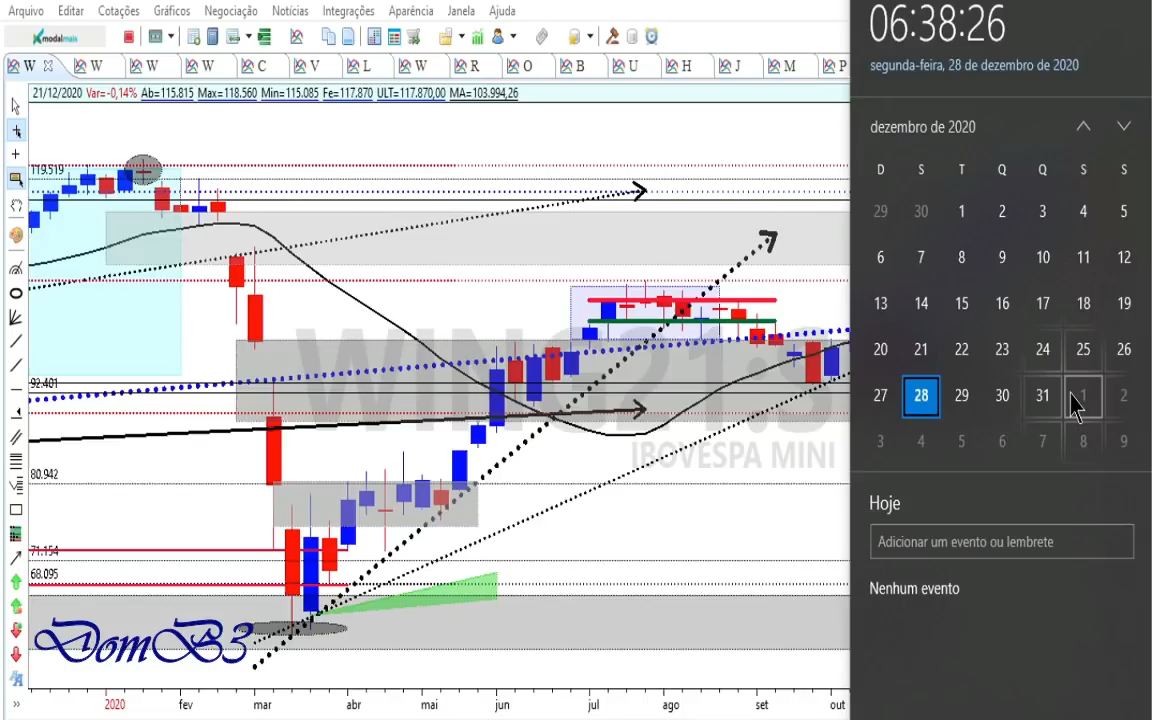 Arquivo Editar Cotações Gráficos Negociação Notícias Integrações Aparência Janela Ajuda
modalmais
W W W W C V L W R O B U H J M P
21/12/2020 Var=-0,14% Ab=115.815 Max=118.560 Min=115.085 Fe=117.870 ULT=117.870,00 MA=103.994,26
119.519
WING21:3
92.401
IBOVESPA MINI
80.942
71.154
68.095
DomB3
2020 fev mar abr mai jun jul ago set out
06:38:26
segunda-feira, 28 de dezembro de 2020
dezembro de 2020
D S T Q Q S S
29 30 1 2 3 4 5
6 7 8 9 10 11 12
13 14 15 16 17 18 19
20 21 22 23 24 25 26
27 28 29 30 31 1 2
3 4 5 6 7 8 9
Hoje
Adicionar um evento ou lembrete
Nenhum evento